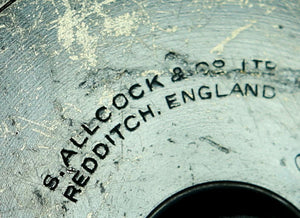 S. ALLCOCK & CO. LTD
REDDITCH, ENGLAND